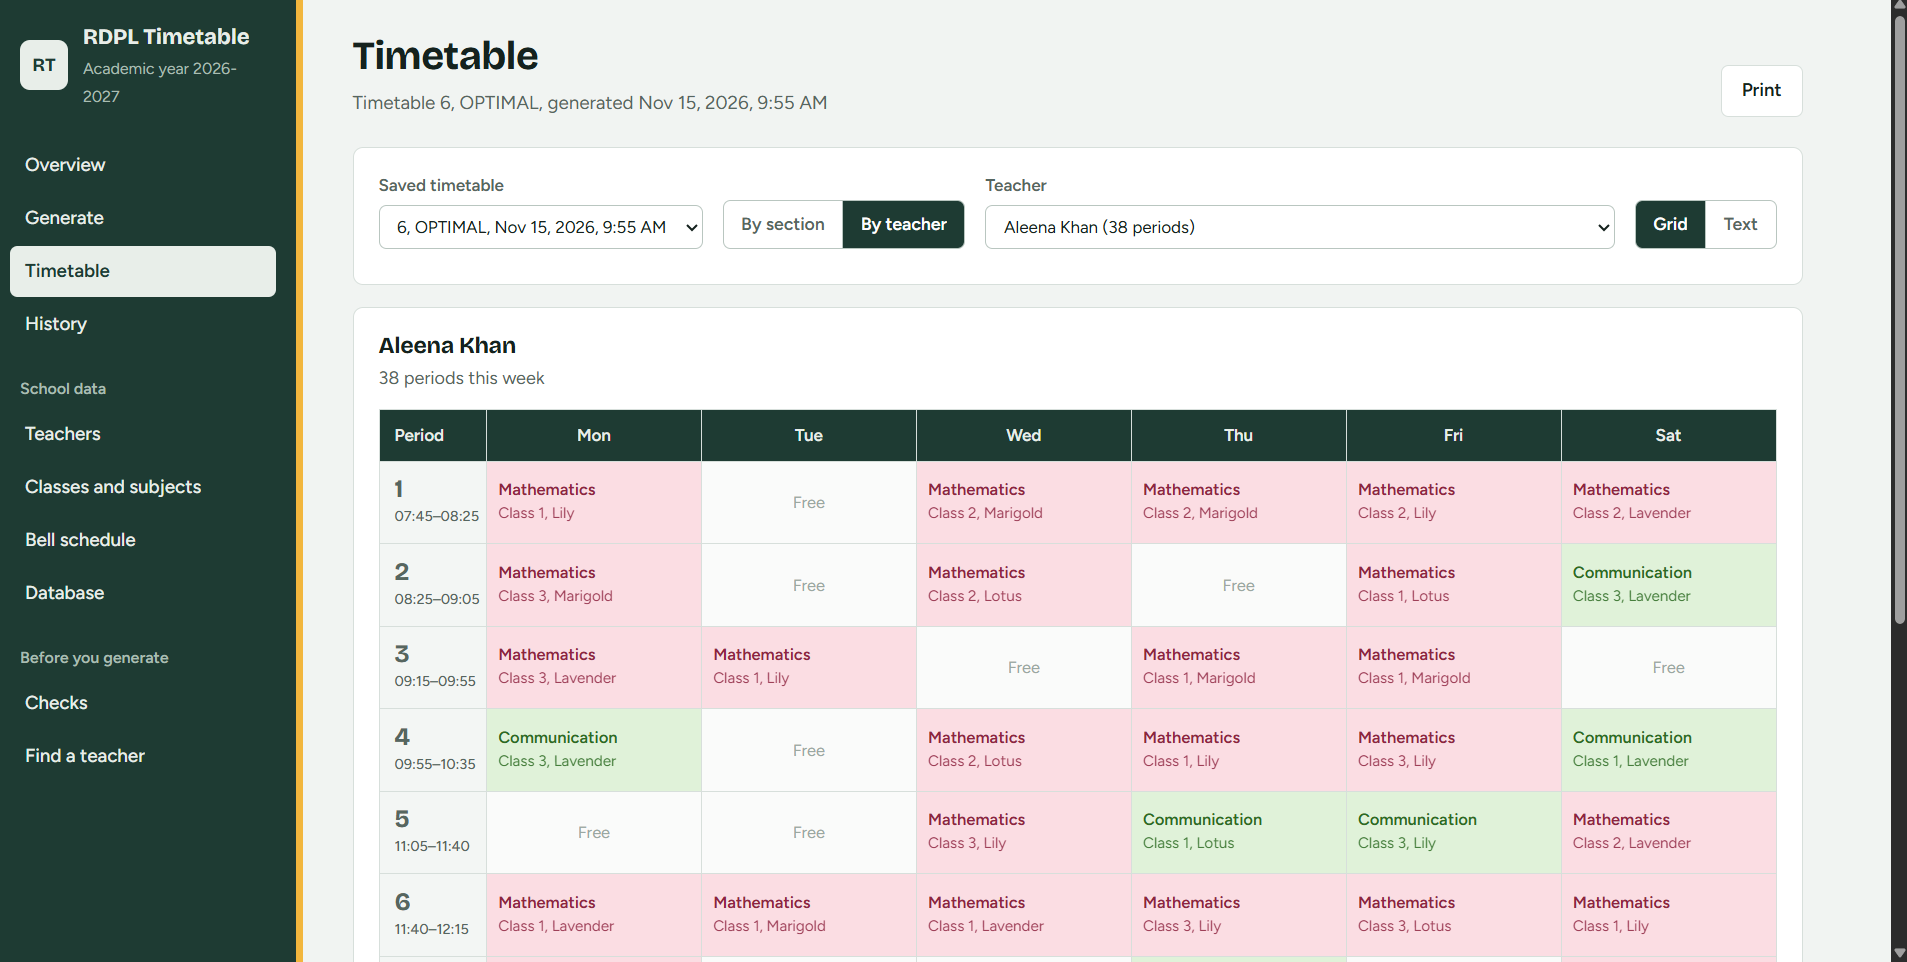 RT
RDPL Timetable
Academic year 2026-
2027
Overview
Generate
Timetable
History
School data
Teachers
Classes and subjects
Bell schedule
Database
Before you generate
Checks
Find a teacher
Timetable
Timetable 6, OPTIMAL, generated Nov 15, 2026, 9:55 AM
Print
Saved timetable
6, OPTIMAL, Nov 15, 2026, 9:55 AM
By section
By teacher
Teacher
Aleena Khan (38 periods)
Grid
Text
Aleena Khan
38 periods this week
Period Mon Tue Wed Thu Fri Sat
1 Mathematics Free Mathematics Mathematics Mathematics Mathematics
07:45–08:25 Class 1, Lily Class 2, Marigold Class 2, Marigold Class 2, Lily Class 2, Lavender
2 Mathematics Free Mathematics Free Mathematics Communication
08:25–09:05 Class 3, Marigold Class 2, Lotus Class 1, Lotus Class 3, Lavender
3 Mathematics Mathematics Free Mathematics Mathematics Free
09:15–09:55 Class 3, Lavender Class 1, Lily Class 1, Marigold Class 1, Marigold
4 Communication Free Mathematics Mathematics Mathematics Communication
09:55–10:35 Class 3, Lavender Class 2, Lotus Class 1, Lily Class 3, Lily Class 1, Lavender
5 Free Free Mathematics Communication Communication Mathematics
11:05–11:40 Class 3, Lily Class 1, Lotus Class 3, Lily Class 2, Lavender
6 Mathematics Mathematics Mathematics Mathematics Mathematics Mathematics
11:40–12:15 Class 1, Lavender Class 1, Marigold Class 1, Lavender Class 3, Lily Class 3, Lotus Class 1, Lily